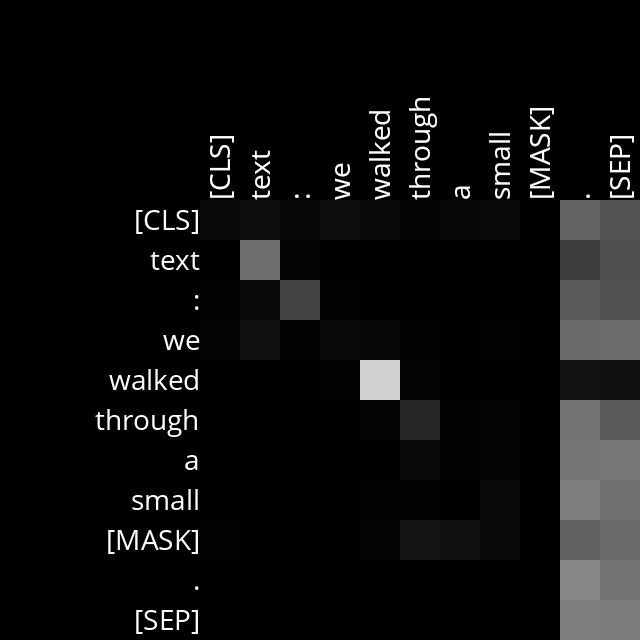 [CLS] text : we walked through a small [MASK] . [SEP]
[CLS]
text
:
we
walked
through
a
small
[MASK]
.
[SEP]